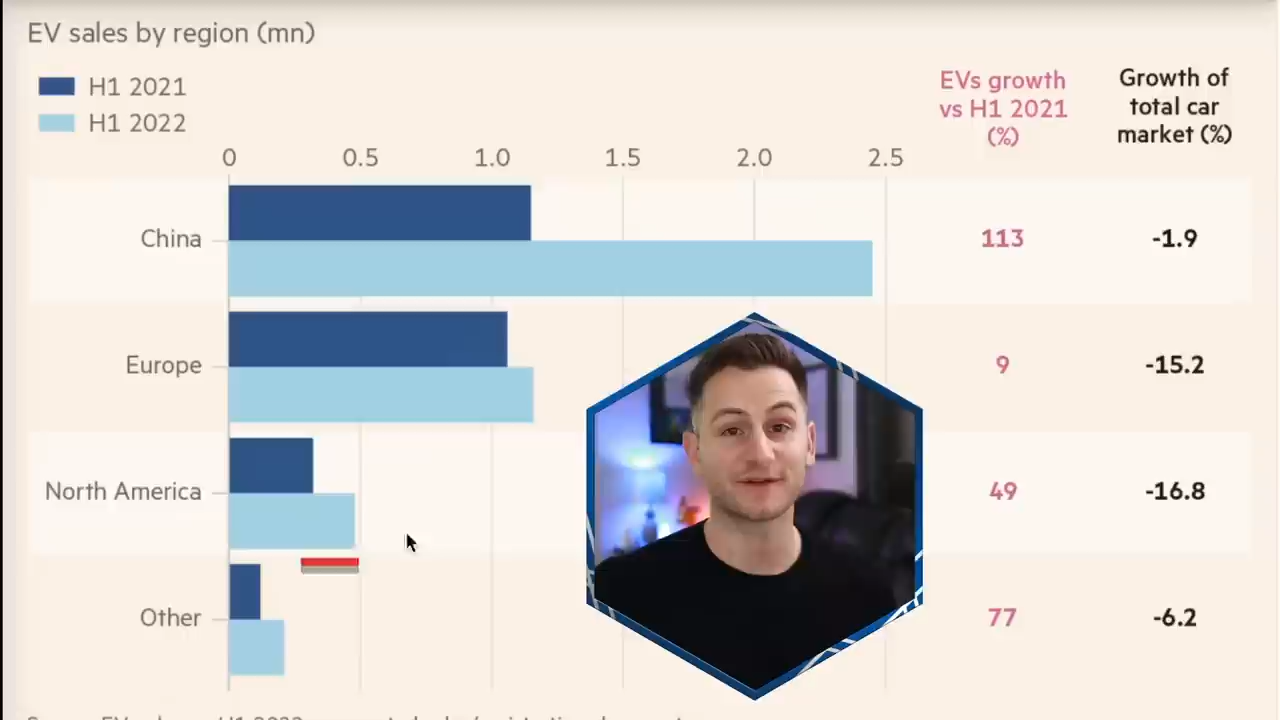 EV sales by region (mn)
H1 2021
H1 2022
EVs growth
vs H1 2021
(%)
Growth of
total car
market (%)
0 0.5 1.0 1.5 2.0 2.5
China 113 -1.9
Europe 9 -15.2
North America 49 -16.8
Other 77 -6.2